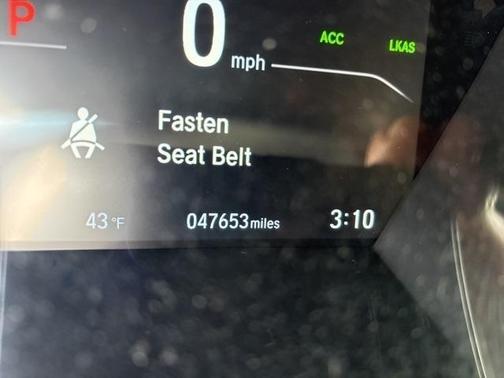 P
0 mph
ACC
LKAS
Fasten
Seat Belt
43°F
047653 miles
3:10